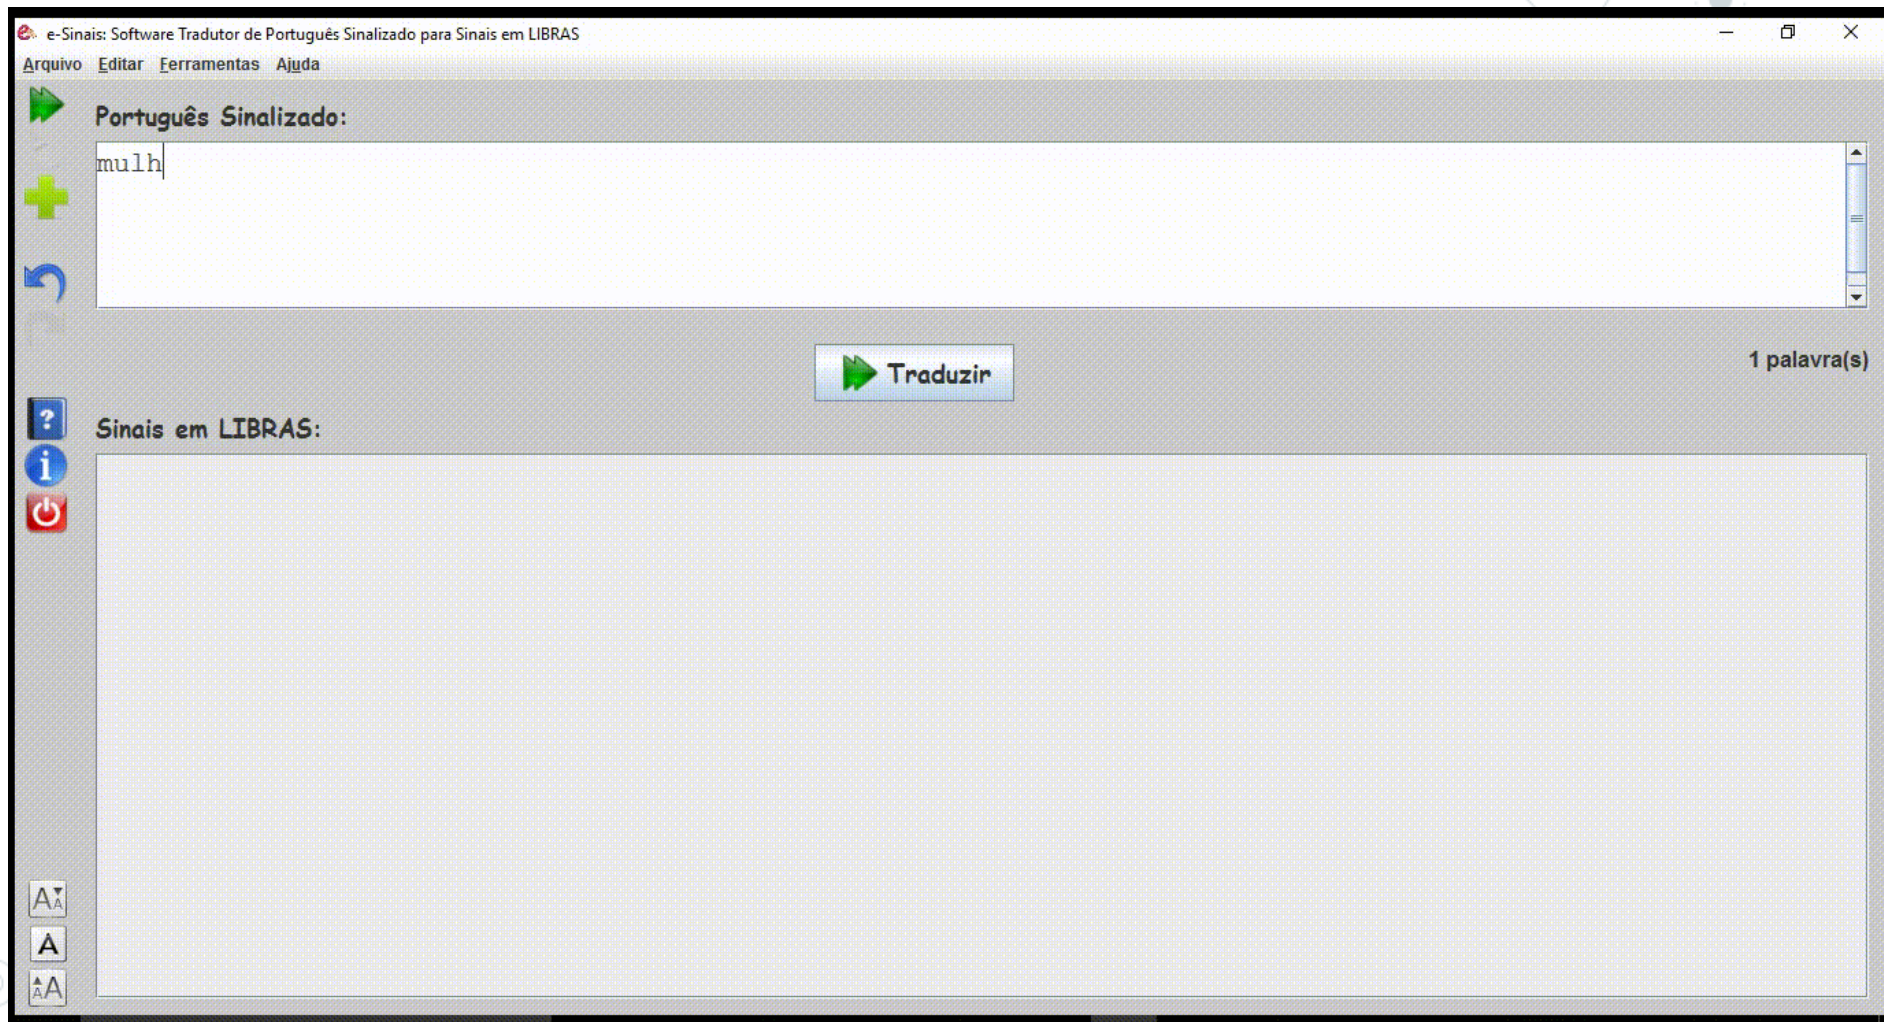 e-Sinais: Software Tradutor de Português Sinalizado para Sinais em LIBRAS
Arquivo Editar Ferramentas Ajuda
Português Sinalizado:
mulh
Traduzir
1 palavra(s)
Sinais em LIBRAS: